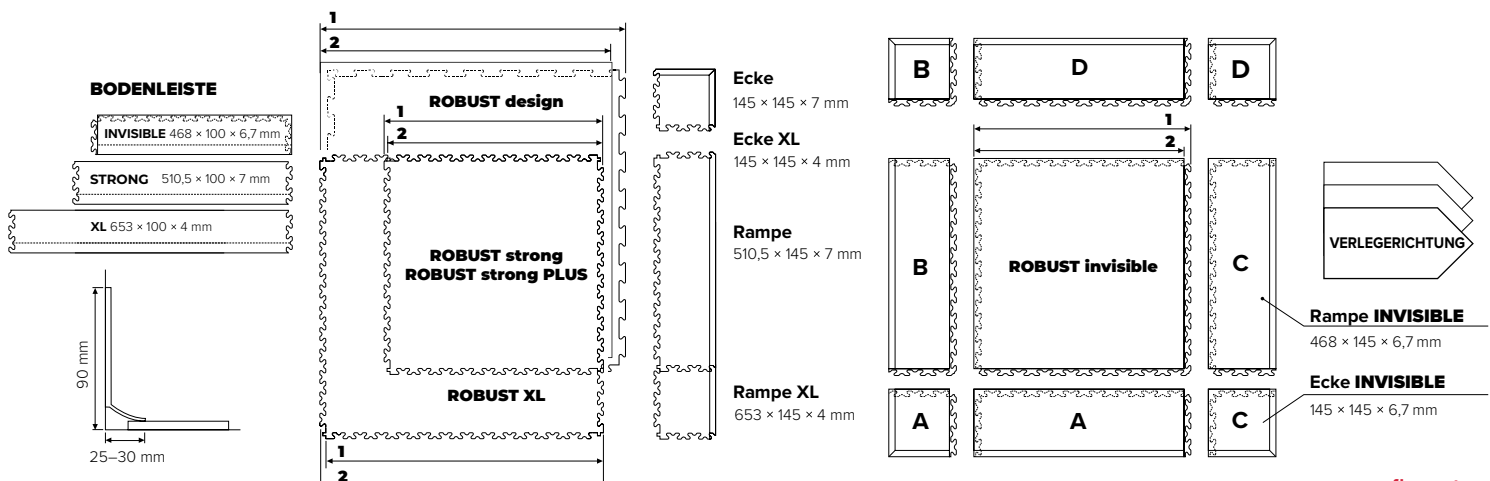 BODENLEISTE
INVISIBLE 468 × 100 × 6,7 mm
STRONG 510,5 × 100 × 7 mm
XL 653 × 100 × 4 mm
90 mm
25–30 mm
1
2
ROBUST design
1
2
ROBUST strong
ROBUST strong PLUS
ROBUST XL
1
2
Ecke
145 × 145 × 7 mm
Ecke XL
145 × 145 × 4 mm
Rampe
510,5 × 145 × 7 mm
Rampe XL
653 × 145 × 4 mm
B
D
D
1
2
B
ROBUST invisible
C
A
A
C
VERLEGERICHTUNG
Rampe INVISIBLE
468 × 145 × 6,7 mm
Ecke INVISIBLE
145 × 145 × 6,7 mm